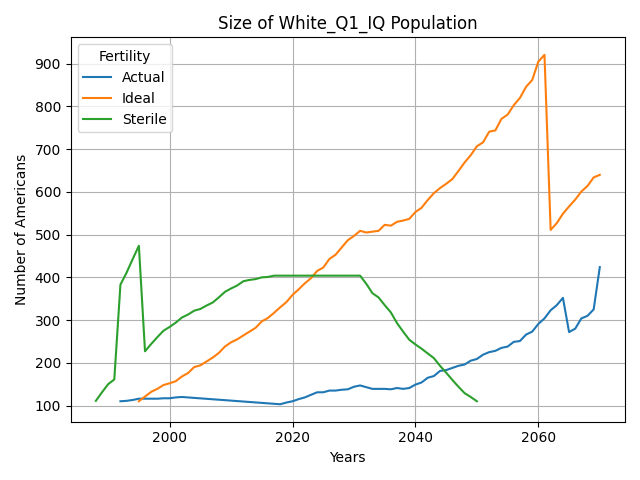 Size of White_Q1_IQ Population
Fertility
Actual
Ideal
Sterile
Number of Americans
900
800
700
600
500
400
300
200
100
2000
2020
2040
2060
Years